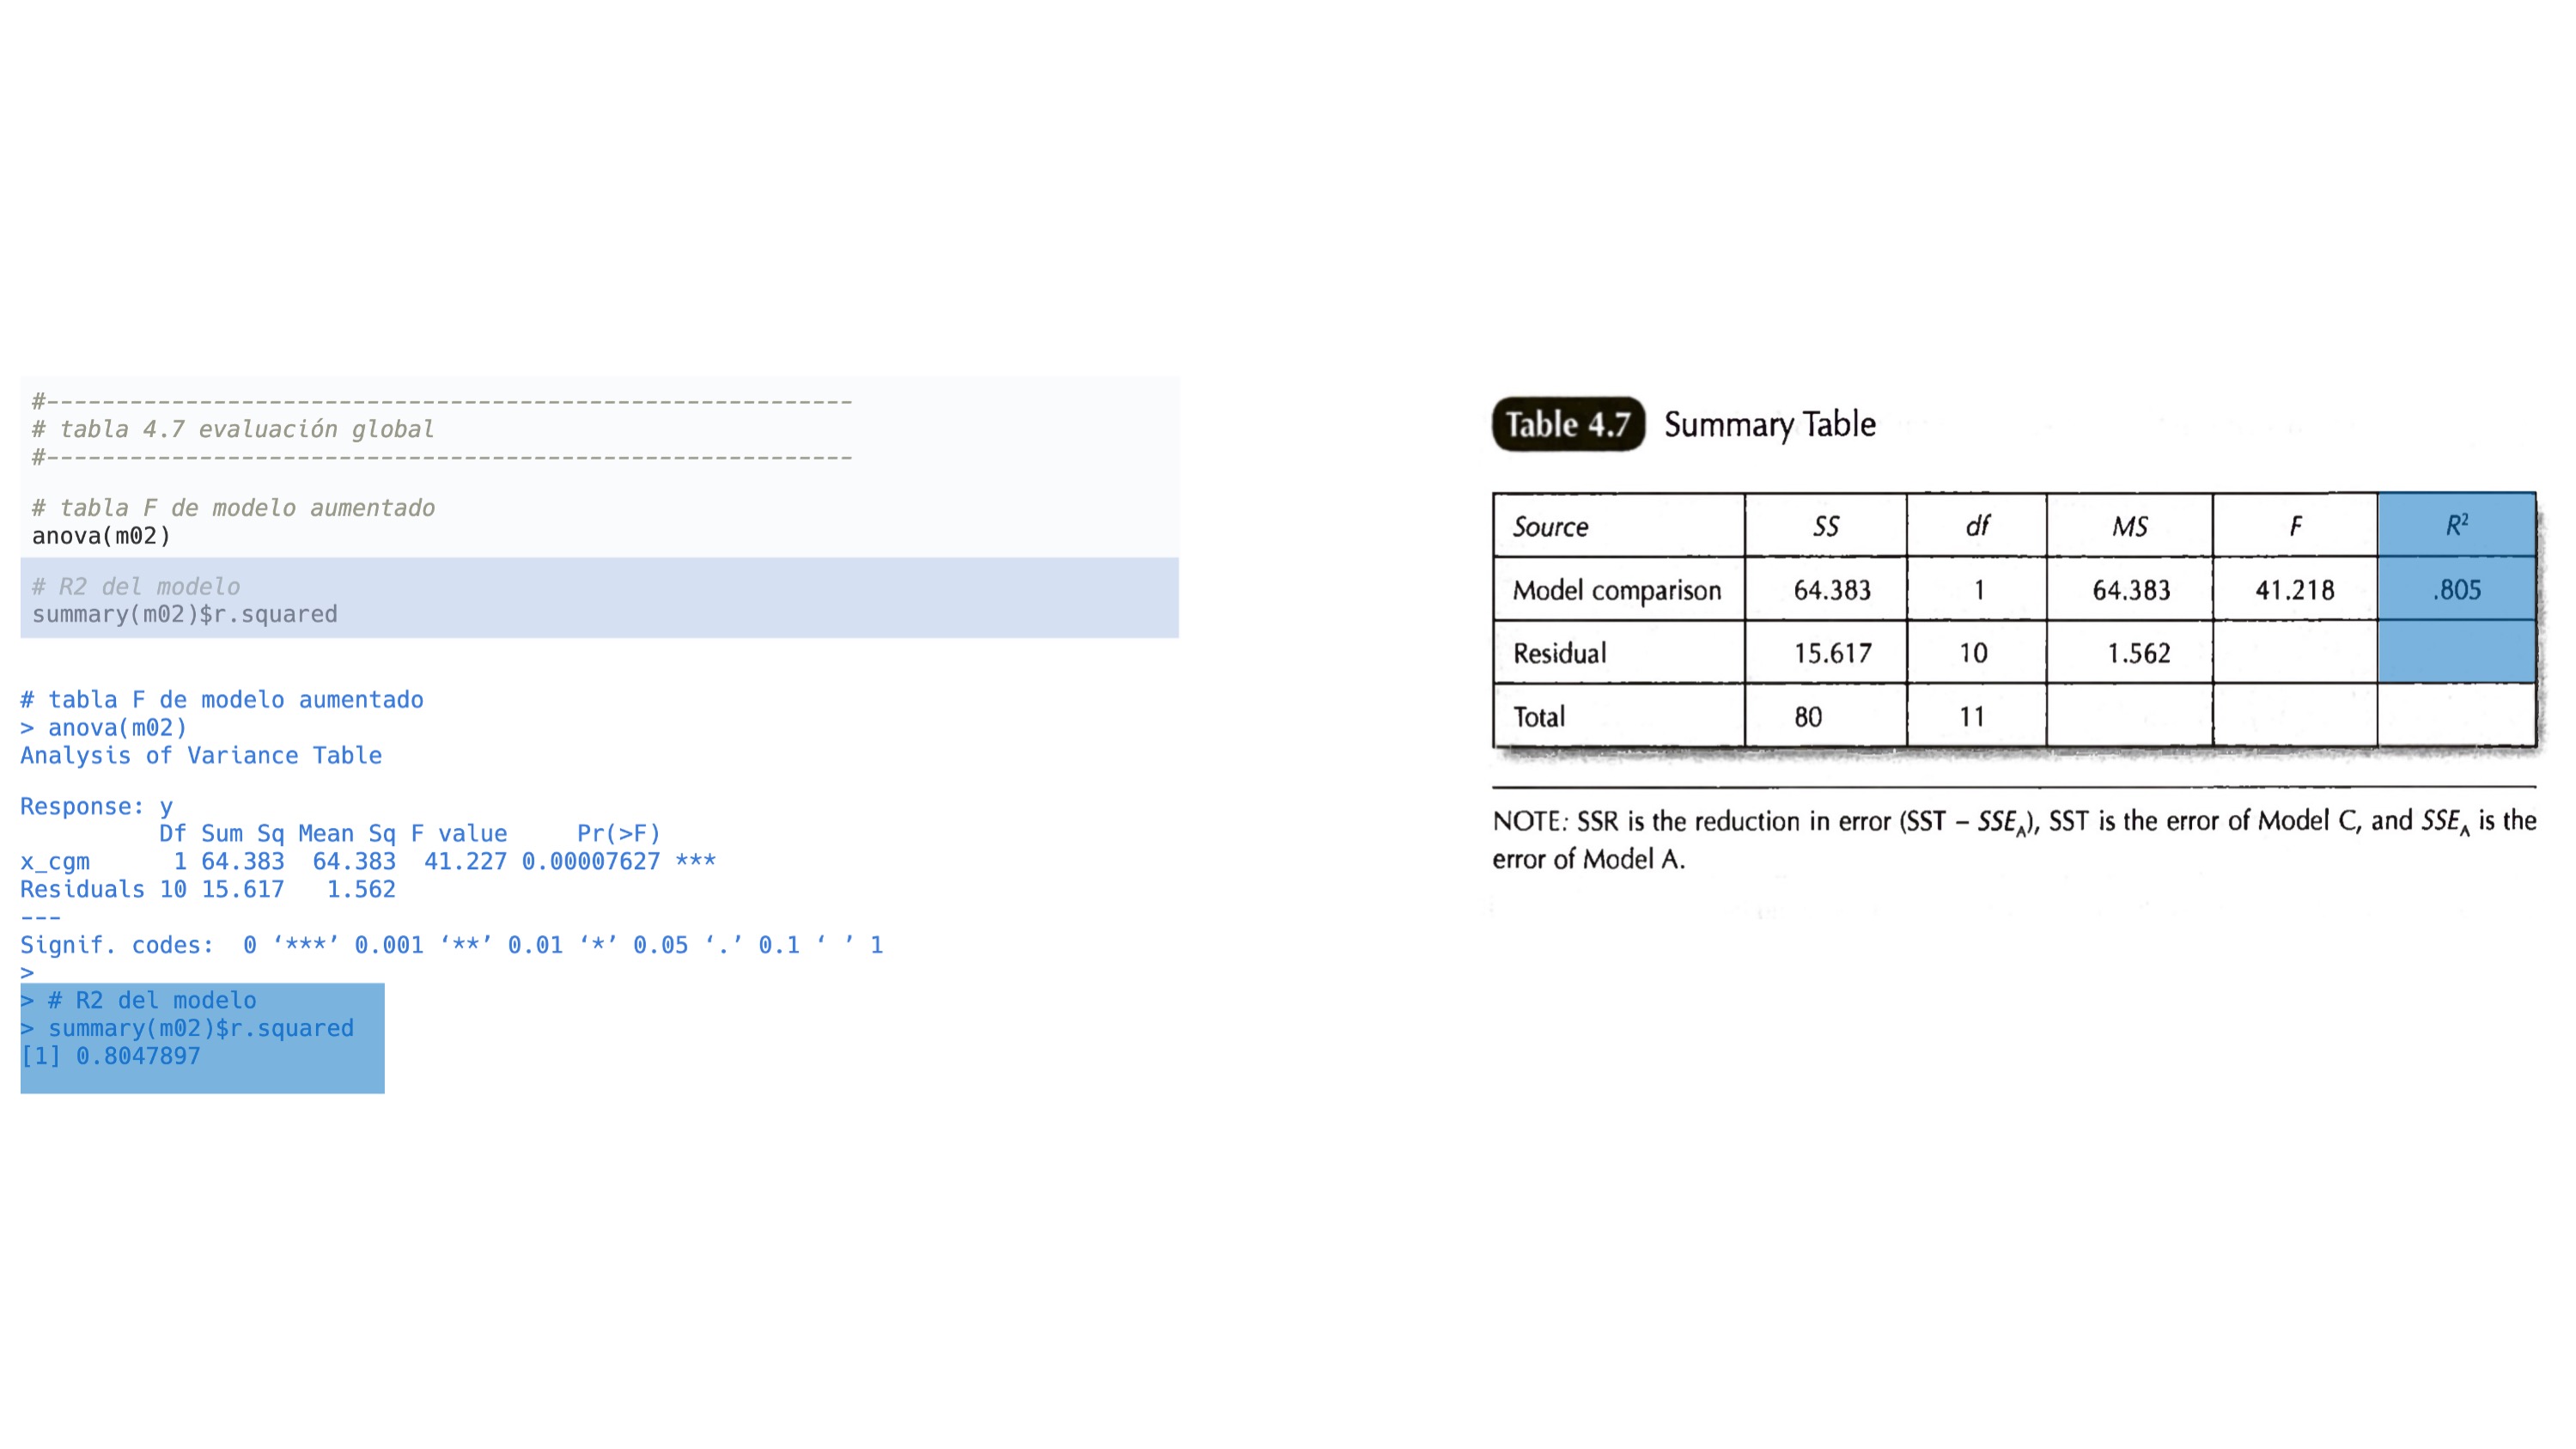 #----------------------------------------------------------
# tabla 4.7 evaluación global
#----------------------------------------------------------
# tabla F de modelo aumentado
anova(m02)
# R2 del modelo
summary(m02)$r.squared
# tabla F de modelo aumentado
> anova(m02)
Analysis of Variance Table
Response: y
          Df Sum Sq Mean Sq F value     Pr(>F)
x_cgm      1 64.383  64.383  41.227 0.00007627 ***
Residuals 10 15.617   1.562
---
Signif. codes:  0 ‘***’ 0.001 ‘**’ 0.01 ‘*’ 0.05 ‘.’ 0.1 ‘ ’ 1
>
> # R2 del modelo
> summary(m02)$r.squared
[1] 0.8047897
Table 4.7 Summary Table
Source SS df MS F R²
Model comparison 64.383 1 64.383 41.218 .805
Residual 15.617 10 1.562
Total 80 11
NOTE: SSR is the reduction in error (SST – SSE_A), SST is the error of Model C, and SSE_A is the
error of Model A.